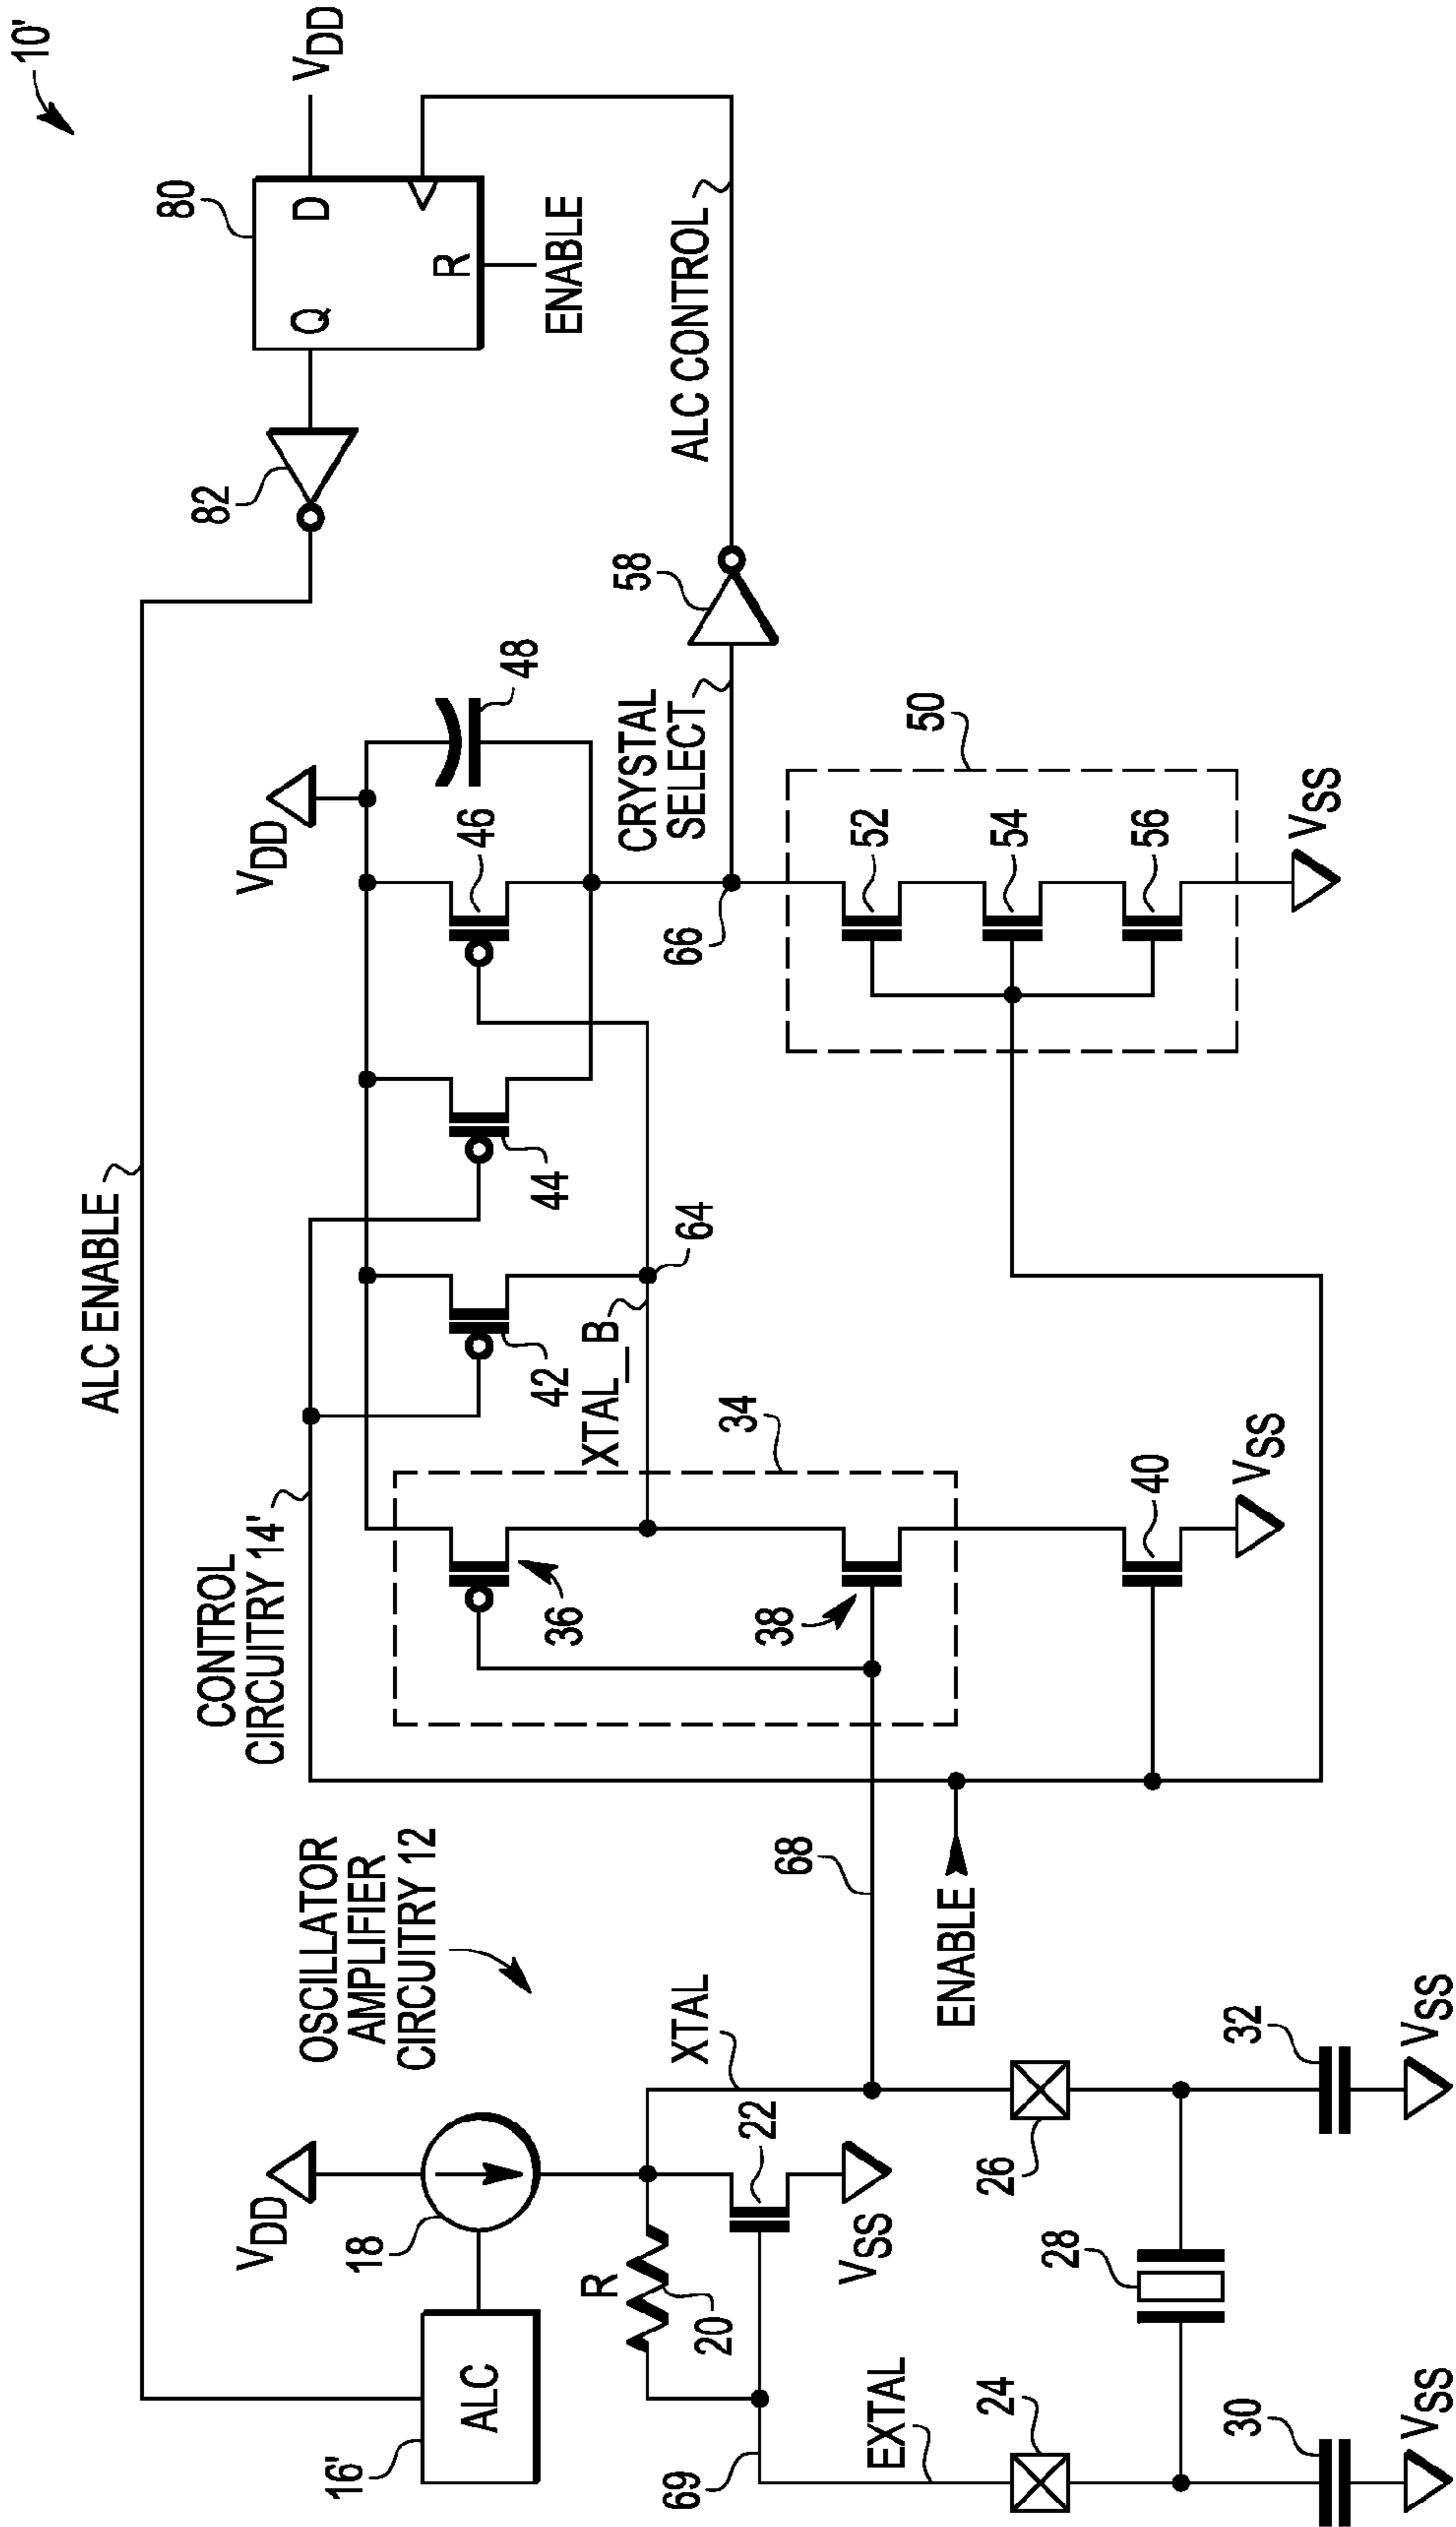 10'
ALC ENABLE
80
D
VDD
Q
R
ENABLE
82
ALC CONTROL
58
CONTROL
CIRCUITRY 14'
VDD
48
46
44
42
CRYSTAL
SELECT
66
64
XTAL_B
34
36
38
40
VSS
50
52
54
56
VSS
OSCILLATOR
AMPLIFIER
CIRCUITRY 12
68
ENABLE
VDD
18
16'
ALC
R
20
22
VSS
XTAL
69
EXTAL
24
26
28
30
VSS
32
VSS